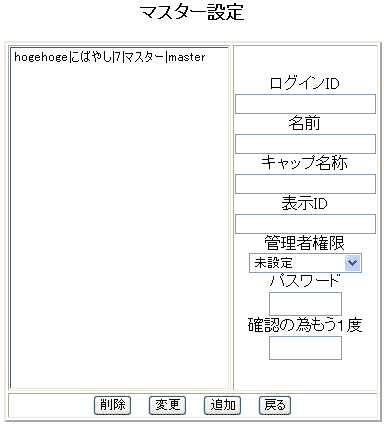 マスター設定
hogehoge|こばやし|7|マスター|master
ログインID
名前
キャップ名称
表示ID
管理者権限
未設定
パスワード
確認の為もう1度
削除 変更 追加 戻る